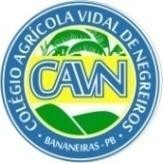 COLÉGIO AGRÍCOLA VIDAL DE NEGREIROS
CAVN
· BANANEIRAS - PB ·